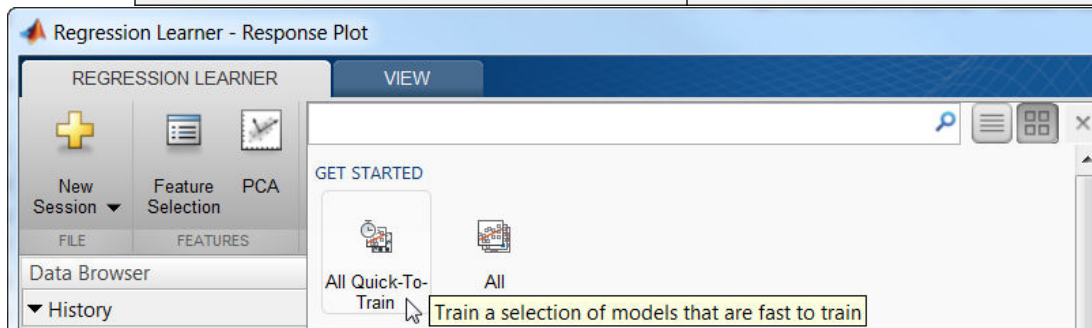 Regression Learner - Response Plot
REGRESSION LEARNER
VIEW
New
Session
Feature
Selection
PCA
FILE
FEATURES
GET STARTED
All Quick-To-
Train
All
Train a selection of models that are fast to train
Data Browser
History